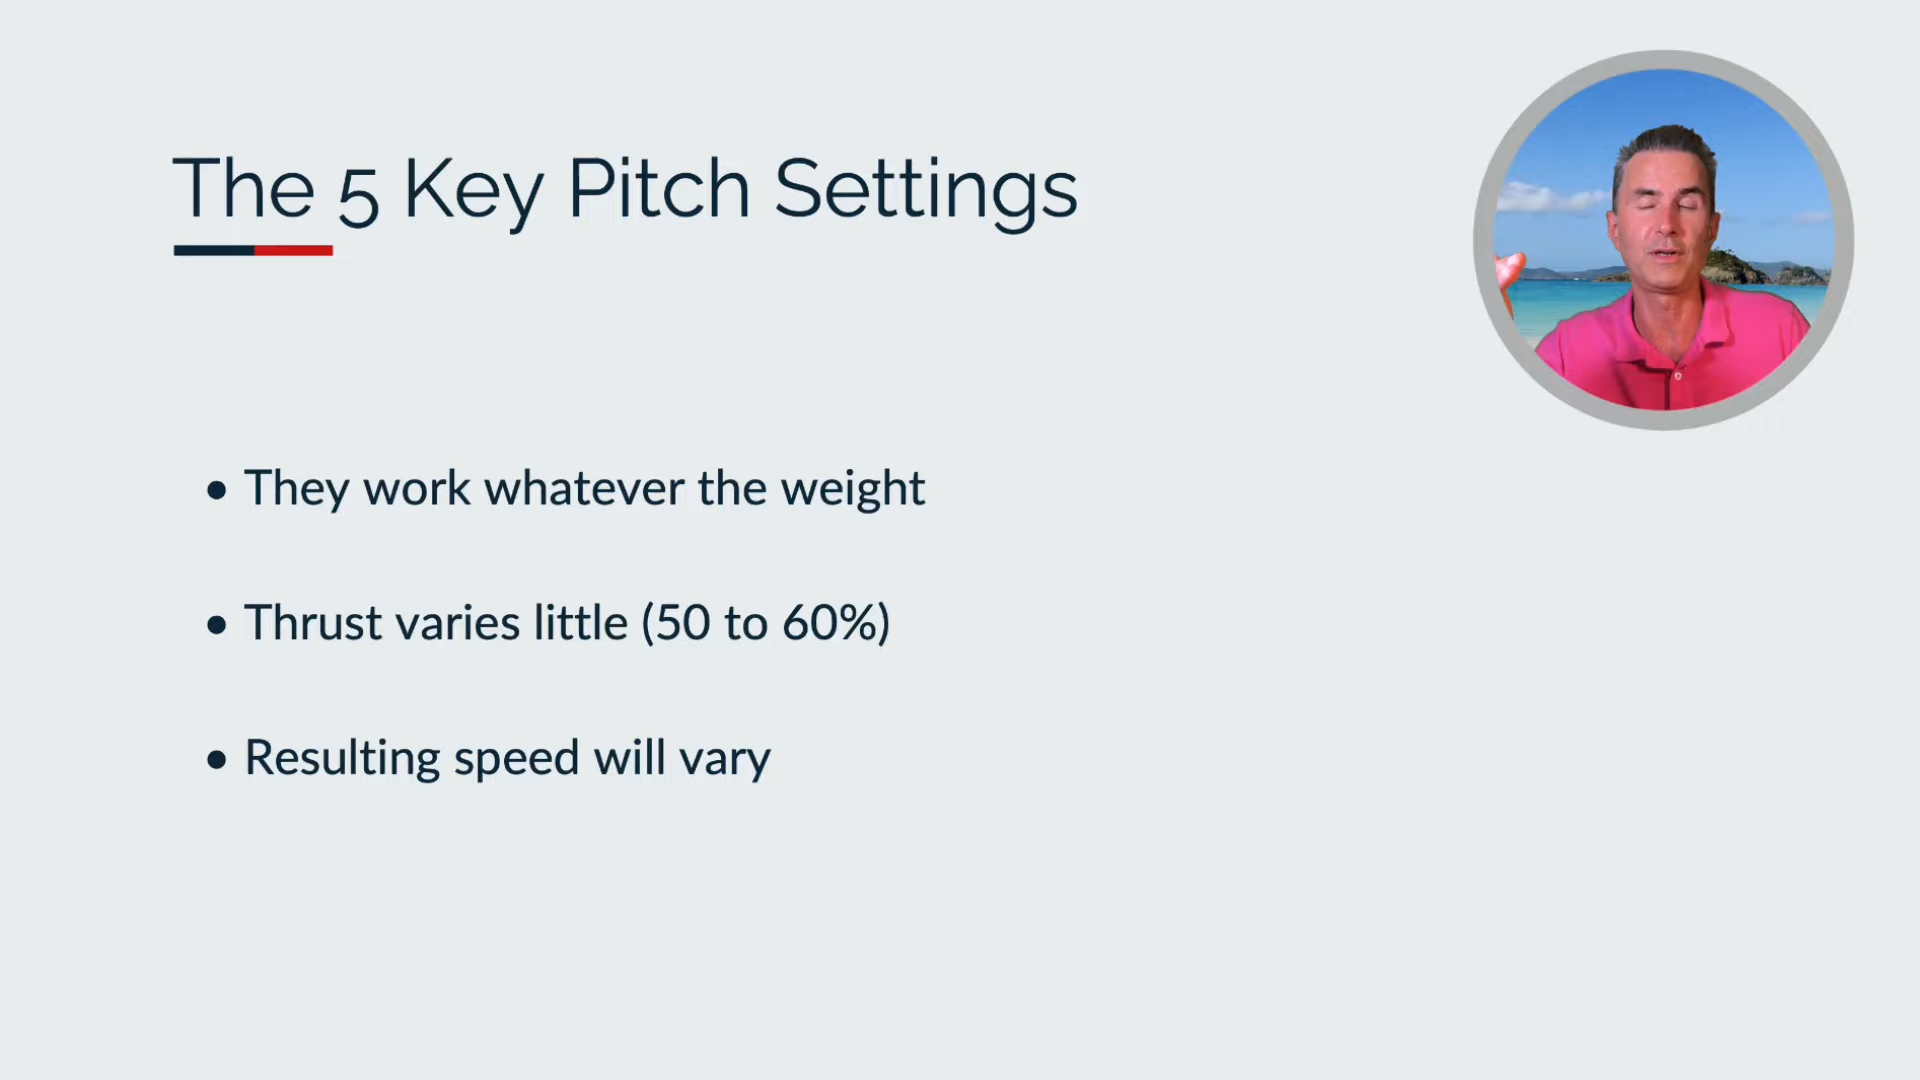 The 5 Key Pitch Settings
• They work whatever the weight
• Thrust varies little (50 to 60%)
• Resulting speed will vary